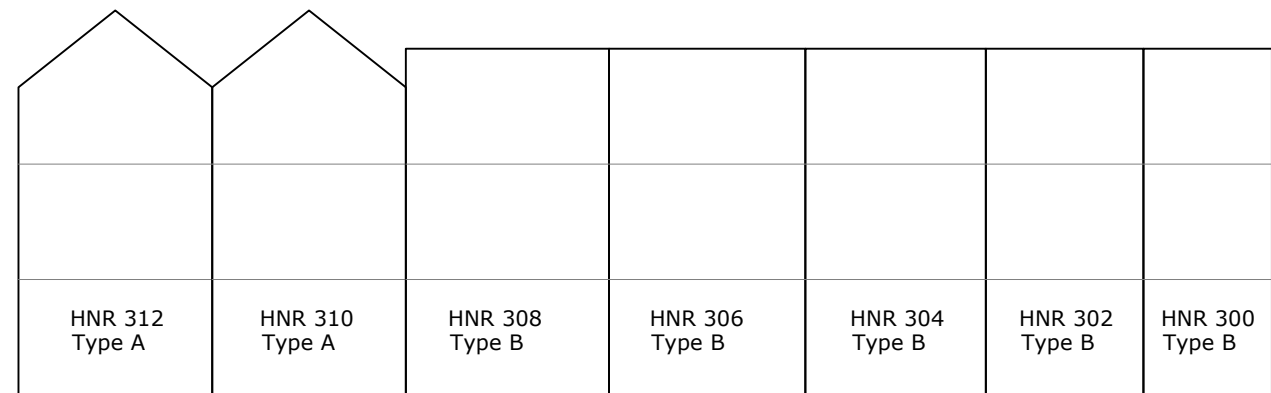 HNR 312
Type A
HNR 310
Type A
HNR 308
Type B
HNR 306
Type B
HNR 304
Type B
HNR 302
Type B
HNR 300
Type B